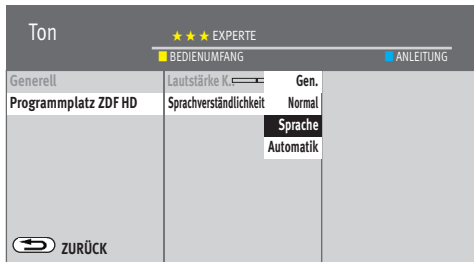 Ton
★ ★ ★ EXPERTE
BEDIENUMFANG ANLEITUNG
Generell Lautstärke K.: Gen.
Programmplatz ZDF HD Sprachverständlichkeit Normal
Sprache
Automatik
ZURÜCK